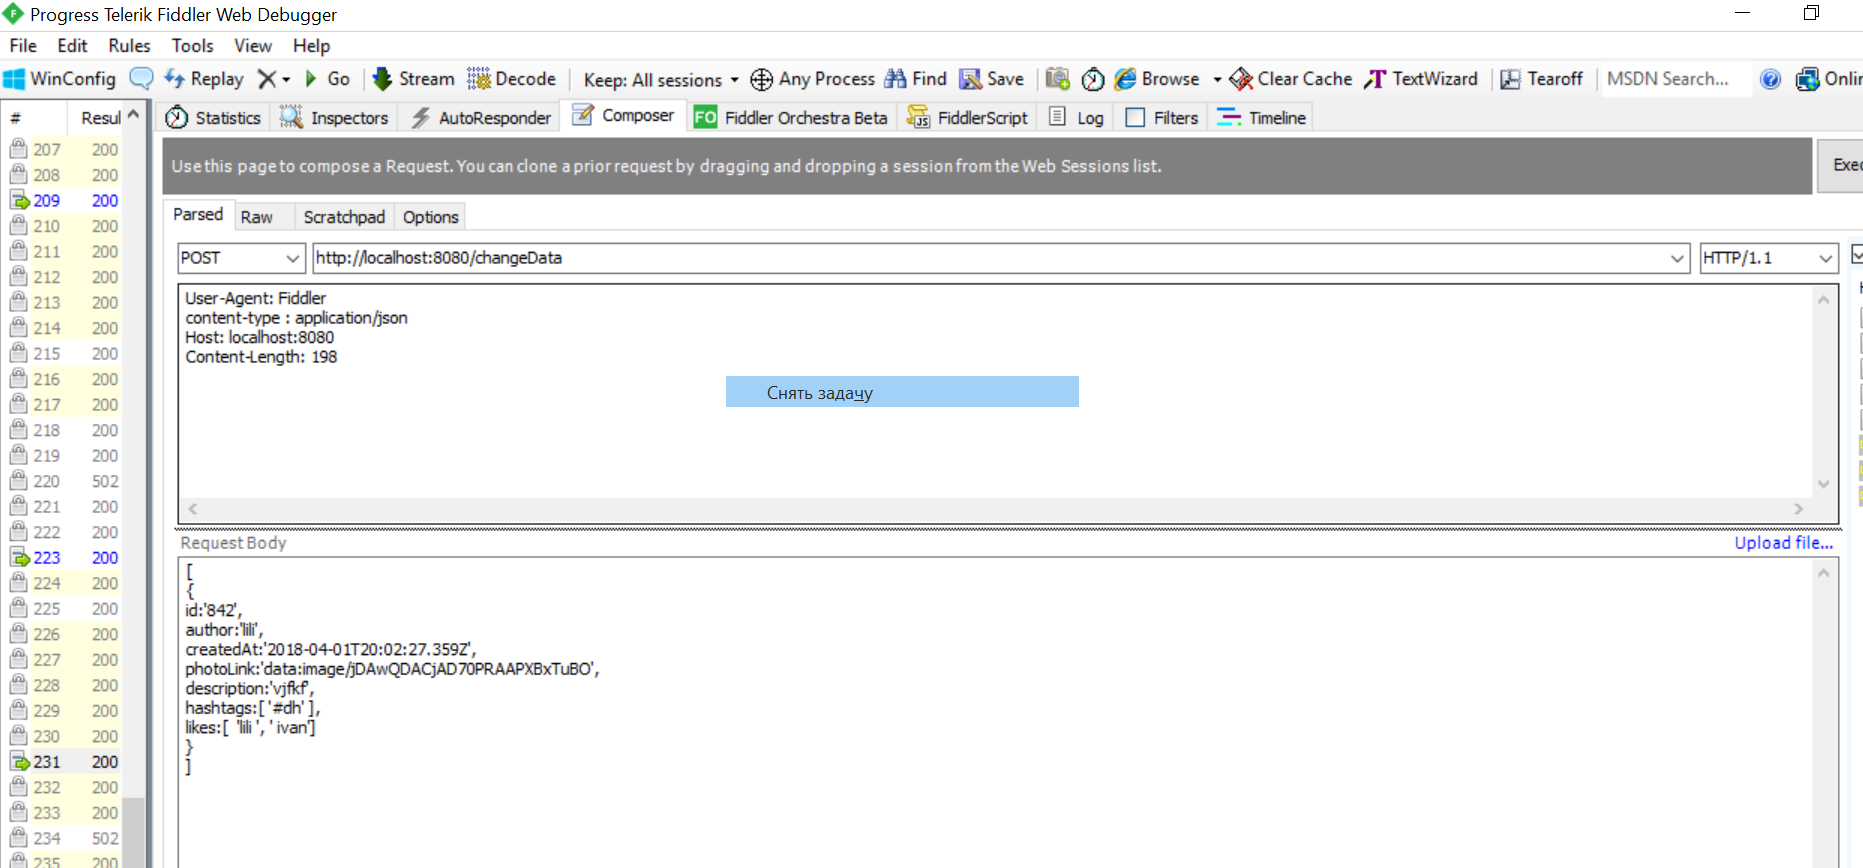 Progress Telerik Fiddler Web Debugger
File Edit Rules Tools View Help
WinConfig Replay Go Stream Decode Keep: All sessions Any Process Find Save Browse Clear Cache TextWizard Tearoff MSDN Search...
# Statistics Inspectors AutoResponder Composer FO Fiddler Orchestra Beta JS FiddlerScript Log Filters Timeline
207 200
208 200
209 200
210 200
211 200
212 200
213 200
214 200
215 200
216 200
217 200
218 200
219 200
220 502
221 200
222 200
223 200
224 200
225 200
226 200
227 200
228 200
229 200
230 200
231 200
232 200
233 200
234 502
235 200
Use this page to compose a Request. You can clone a prior request by dragging and dropping a session from the Web Sessions list.
Parsed Raw Scratchpad Options
POST http://localhost:8080/changeData HTTP/1.1
User-Agent: Fiddler
content-type : application/json
Host: localhost:8080
Content-Length: 198
Снять задачу
Request Body Upload file...
[
{
id:'842',
author:'lili',
createdAt:'2018-04-01T20:02:27.359Z',
photoLink:'data:image/jDAwQDACjAD70PRAAPXBxTuBO',
description:'vjfkf',
hashtags:[ '#dh' ],
likes:[ 'lili ', ' ivan']
}
]